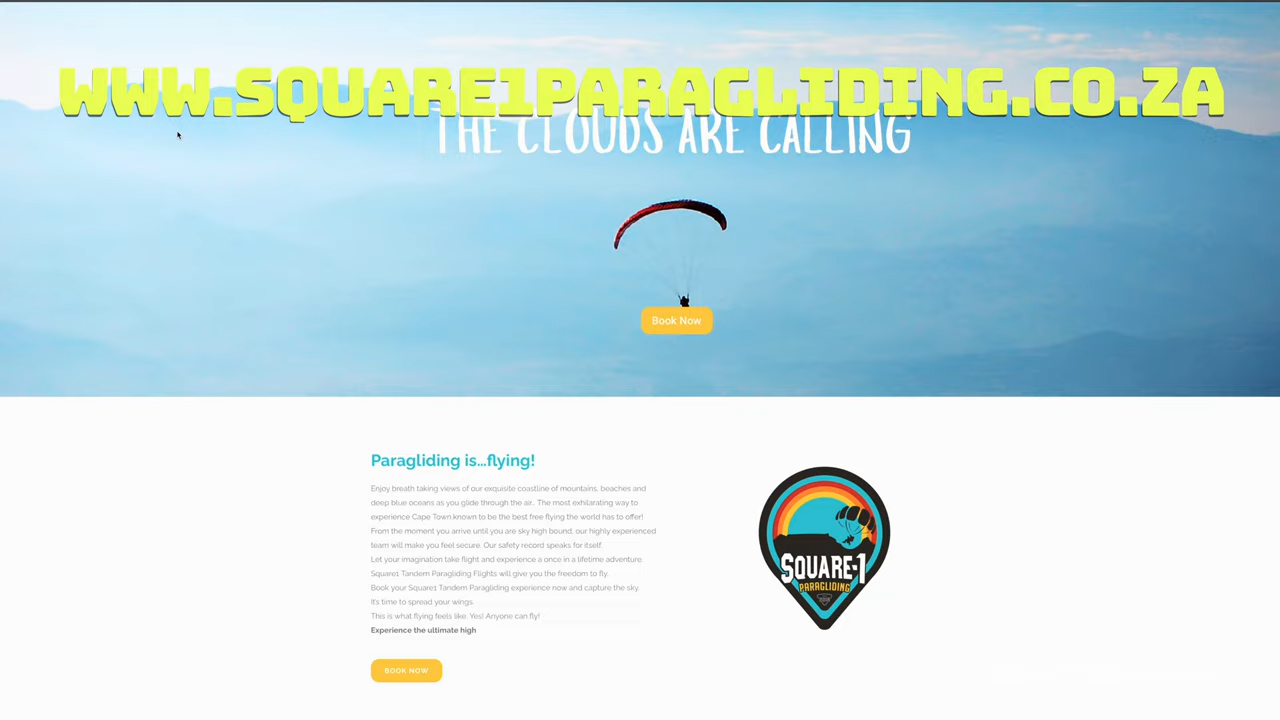 WWW.SQUARE1PARAGLIDING.CO.ZA
THE CLOUDS ARE CALLING
Book Now
Paragliding is...flying!
Enjoy breath taking views of our exquisite coastline of mountains, beaches and
deep blue oceans as you glide through the air.. The most exhilarating way to
experience Cape Town,known to be the best free flying the world has to offer!
From the moment you arrive until you are sky high bound, our highly experienced
team will make you feel secure. Our safety record speaks for itself.
Let your imagination take flight and experience a once in a lifetime adventure.
Square1 Tandem Paragliding Flights will give you the freedom to fly.
Book your Square1 Tandem Paragliding experience now and capture the sky.
It's time to spread your wings.
This is what flying feels like. Yes! Anyone can fly!
Experience the ultimate high
BOOK NOW
SQUARE-1
PARAGLIDING